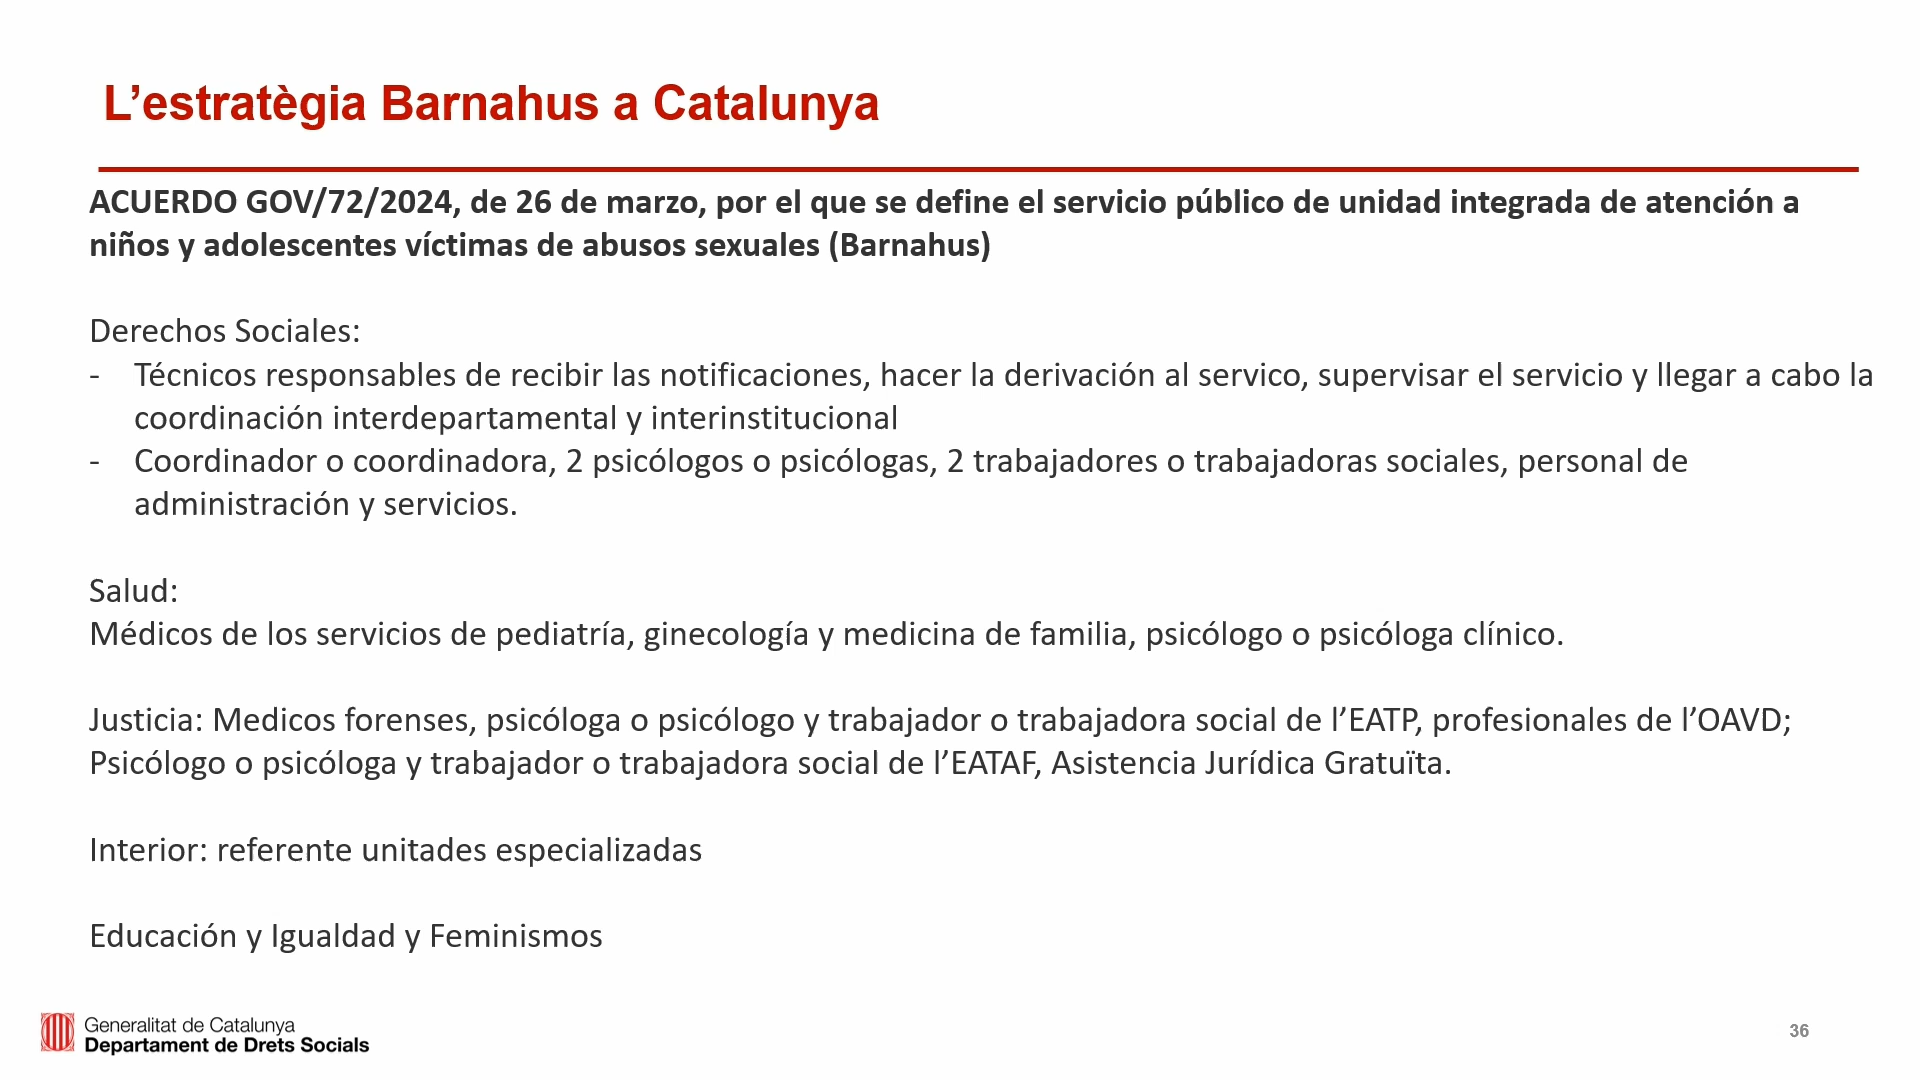 L’estratègia Barnahus a Catalunya
ACUERDO GOV/72/2024, de 26 de marzo, por el que se define el servicio público de unidad integrada de atención a
niños y adolescentes víctimas de abusos sexuales (Barnahus)
Derechos Sociales:
- Técnicos responsables de recibir las notificaciones, hacer la derivación al servico, supervisar el servicio y llegar a cabo la
coordinación interdepartamental y interinstitucional
- Coordinador o coordinadora, 2 psicólogos o psicólogas, 2 trabajadores o trabajadoras sociales, personal de
administración y servicios.
Salud:
Médicos de los servicios de pediatría, ginecología y medicina de familia, psicólogo o psicóloga clínico.
Justicia: Medicos forenses, psicóloga o psicólogo y trabajador o trabajadora social de l’EATP, profesionales de l’OAVD;
Psicólogo o psicóloga y trabajador o trabajadora social de l’EATAF, Asistencia Jurídica Gratuïta.
Interior: referente unitades especializadas
Educación y Igualdad y Feminismos
Generalitat de Catalunya
Departament de Drets Socials
36